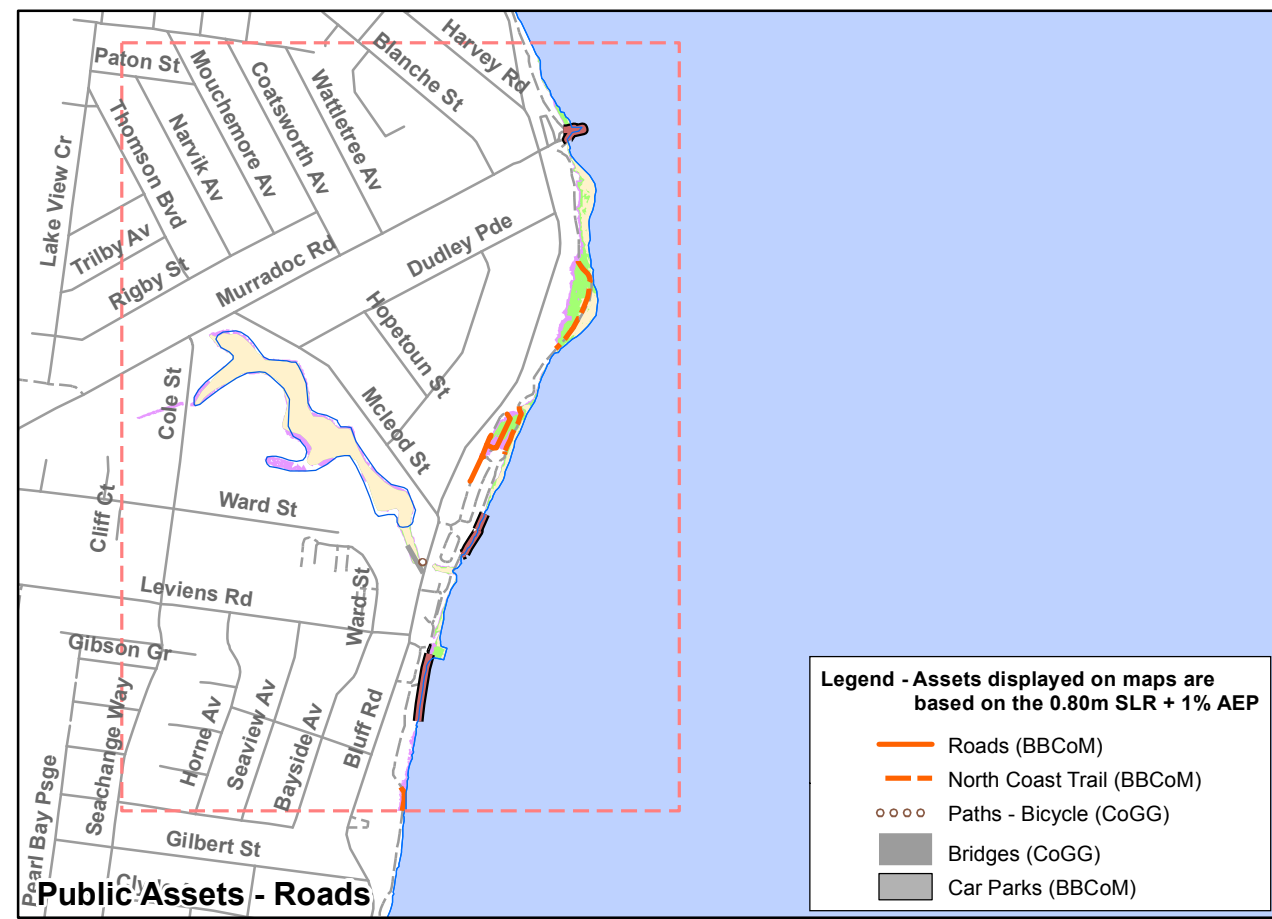 Harvey Rd
Blanche St
Paton St
Mouchemore Av
Coatsworth Av
Wattletree Av
Thomson Bvd
Narvik Av
Lake View Cr
Trilby Av
Rigby St
Murradoc Rd
Dudley Pde
Hopetoun St
Cole St
Mcleod St
Ward St
Cliff Ct
Leviens Rd
Ward St
Gibson Gr
Seachange Way
Horne Av
Seaview Av
Bayside Av
Bluff Rd
Pearl Bay Psge
Gilbert St
Public Assets - Roads
Legend - Assets displayed on maps are
based on the 0.80m SLR + 1% AEP
Roads (BBCoM)
North Coast Trail (BBCoM)
Paths - Bicycle (CoGG)
Bridges (CoGG)
Car Parks (BBCoM)